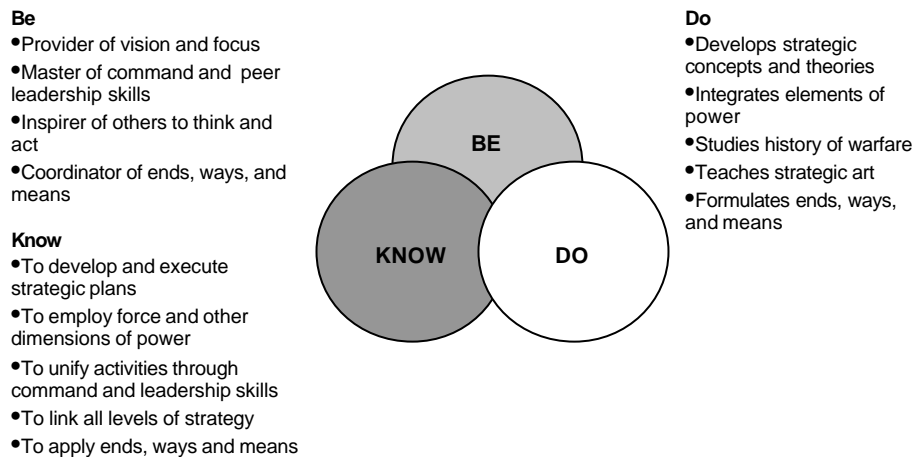 Be
•Provider of vision and focus
•Master of command and peer
leadership skills
•Inspirer of others to think and
act
•Coordinator of ends, ways, and
means
Know
•To develop and execute
strategic plans
•To employ force and other
dimensions of power
•To unify activities through
command and leadership skills
•To link all levels of strategy
•To apply ends, ways and means
BE
KNOW
DO
Do
•Develops strategic
concepts and theories
•Integrates elements of
power
•Studies history of warfare
•Teaches strategic art
•Formulates ends, ways,
and means